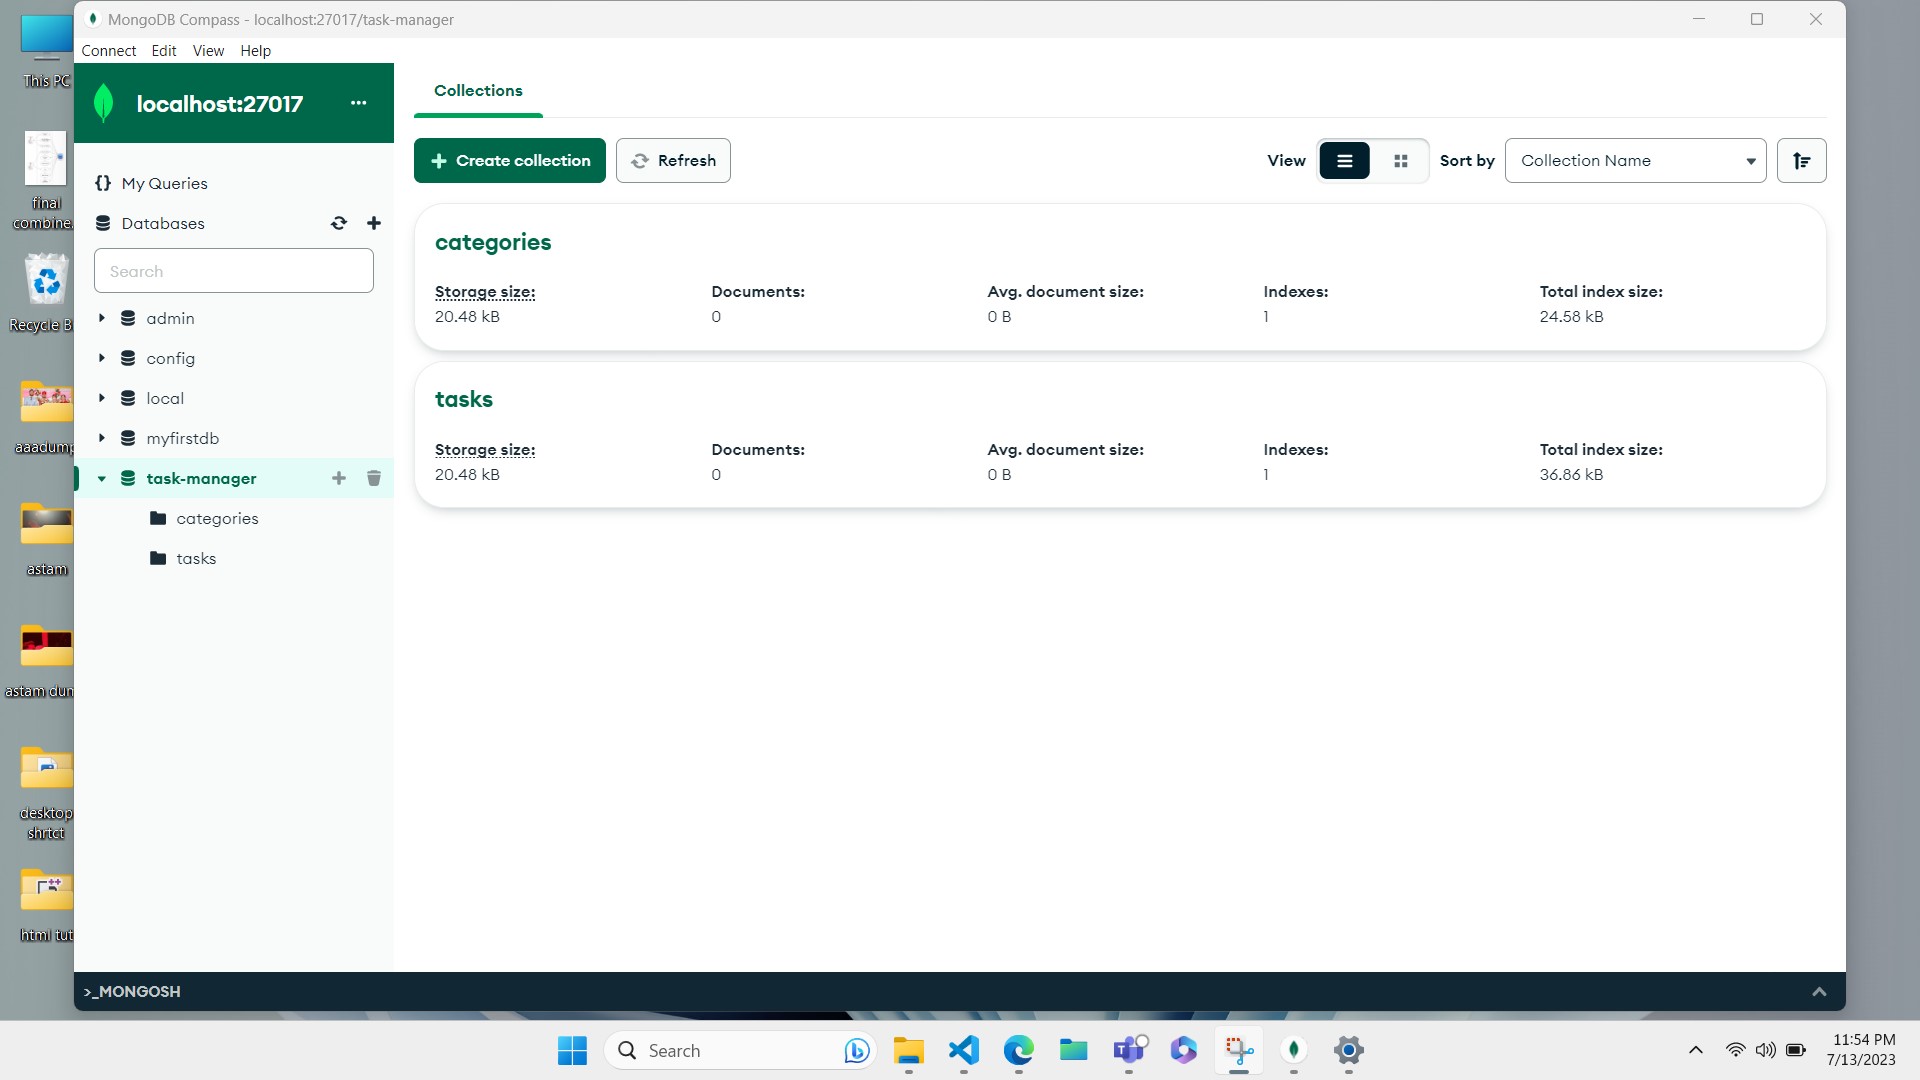 MongoDB Compass - localhost:27017/task-manager
Connect Edit View Help
localhost:27017 ...
My Queries
Databases
Search
admin
config
local
myfirstdb
task-manager
categories
tasks
Collections
Create collection Refresh View Sort by Collection Name
categories
Storage size: Documents: Avg. document size: Indexes: Total index size:
20.48 kB 0 0 B 1 24.58 kB
tasks
Storage size: Documents: Avg. document size: Indexes: Total index size:
20.48 kB 0 0 B 1 36.86 kB
>_MONGOSH
This PC
final
combine.
Recycle B
aaadump
astam
astam dum
desktop
shrtct
html tut
Search
11:54 PM
7/13/2023